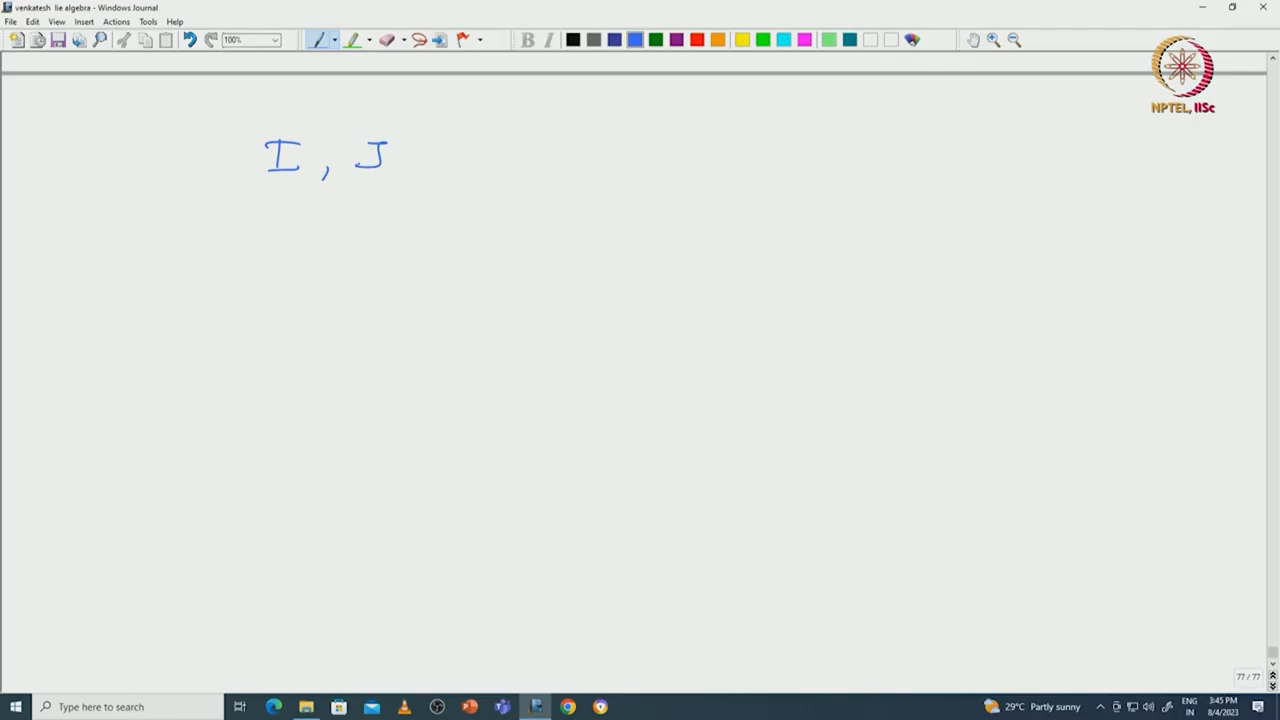 venkatesh lie algebra - Windows Journal
File Edit View Insert Actions Tools Help
100%
NPTEL, IISc
I , J
77 / 77
Type here to search
29°C Partly sunny
ENG
IN
3:45 PM
8/4/2023